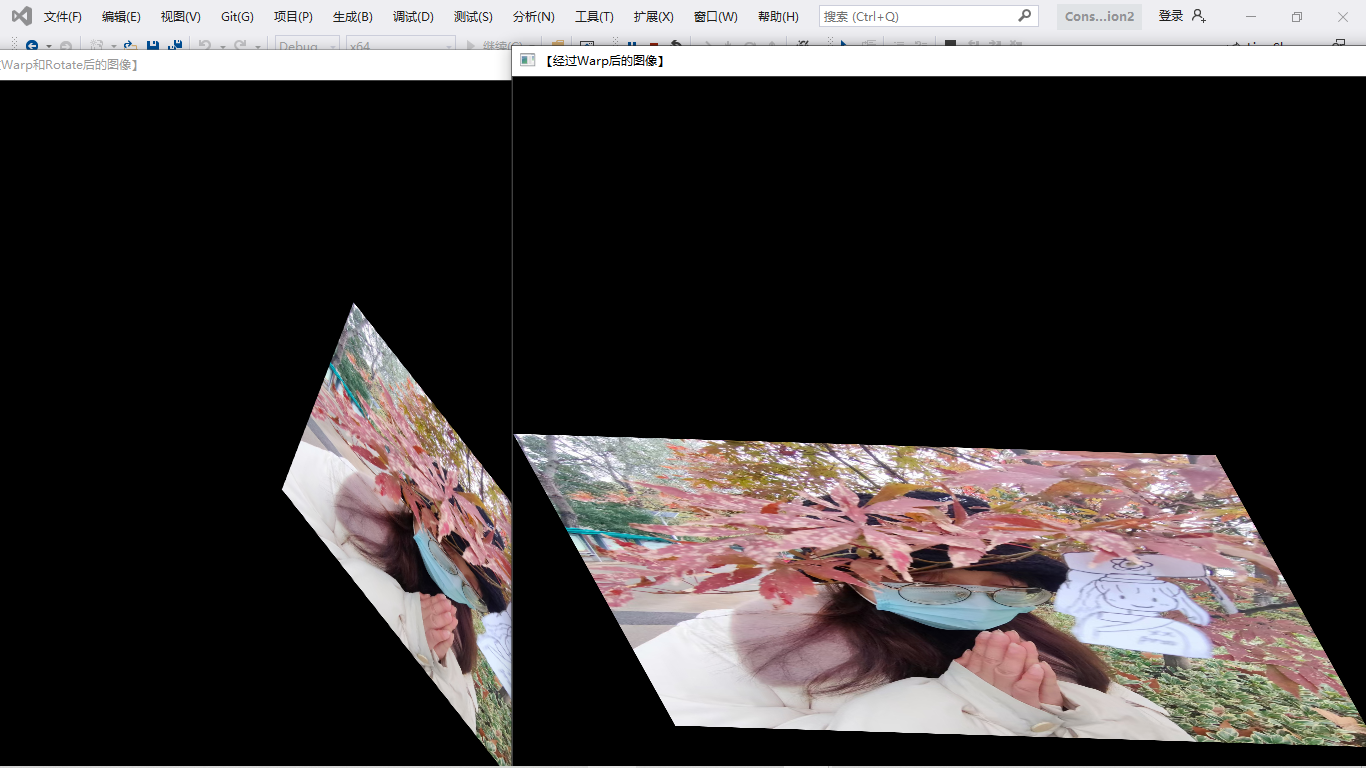 文件(F) 编辑(E) 视图(V) Git(G) 项目(P) 生成(B) 调试(D) 测试(S) 分析(N) 工具(T) 扩展(X) 窗口(W) 帮助(H) 搜索 (Ctrl+Q) Cons...ion2 登录
Debug x64 继续(C)
Warp和Rotate后的图像】
【经过Warp后的图像】